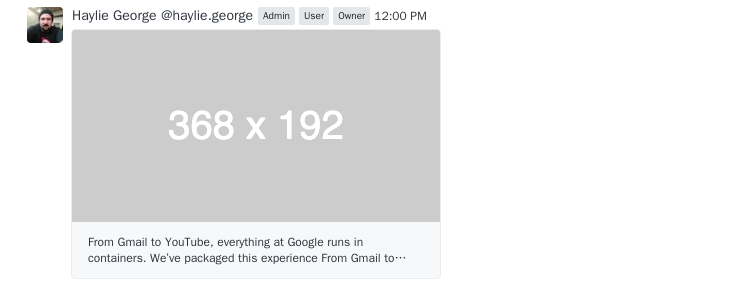 Haylie George @haylie.george Admin User Owner 12:00 PM
368 x 192
From Gmail to YouTube, everything at Google runs in
containers. We've packaged this experience From Gmail to⋯